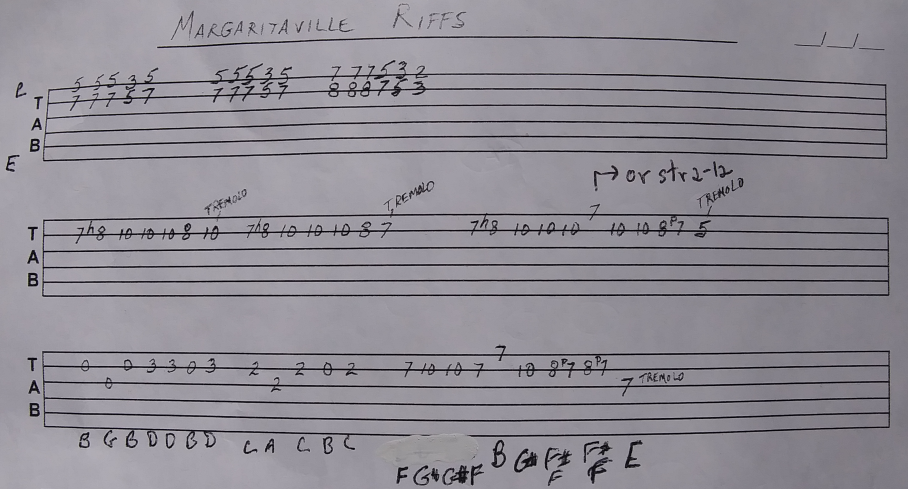 MARGARITAVILLE RIFFS
__/__/__
e 5 5 5 3 5 5 5 5 3 5 7 7 7 5 3 2
T 7 7 7 5 7 7 7 7 5 7 8 8 8 7 5 3
A
B
E
→ or str 2-12
TREMOLO TREMOLO TREMOLO
7
T 7h8 10 10 10 8 10 7h8 10 10 10 8 7 7h8 10 10 10 10 10 8P7 5
A
B
7
T 0 0 3 3 0 3 2 2 0 2 7 10 10 7 10 8P7 8P7
A 0 2 7 TREMOLO
B
B G B D D B D C A C B C
F G# G# F B G# F# F# E
F F